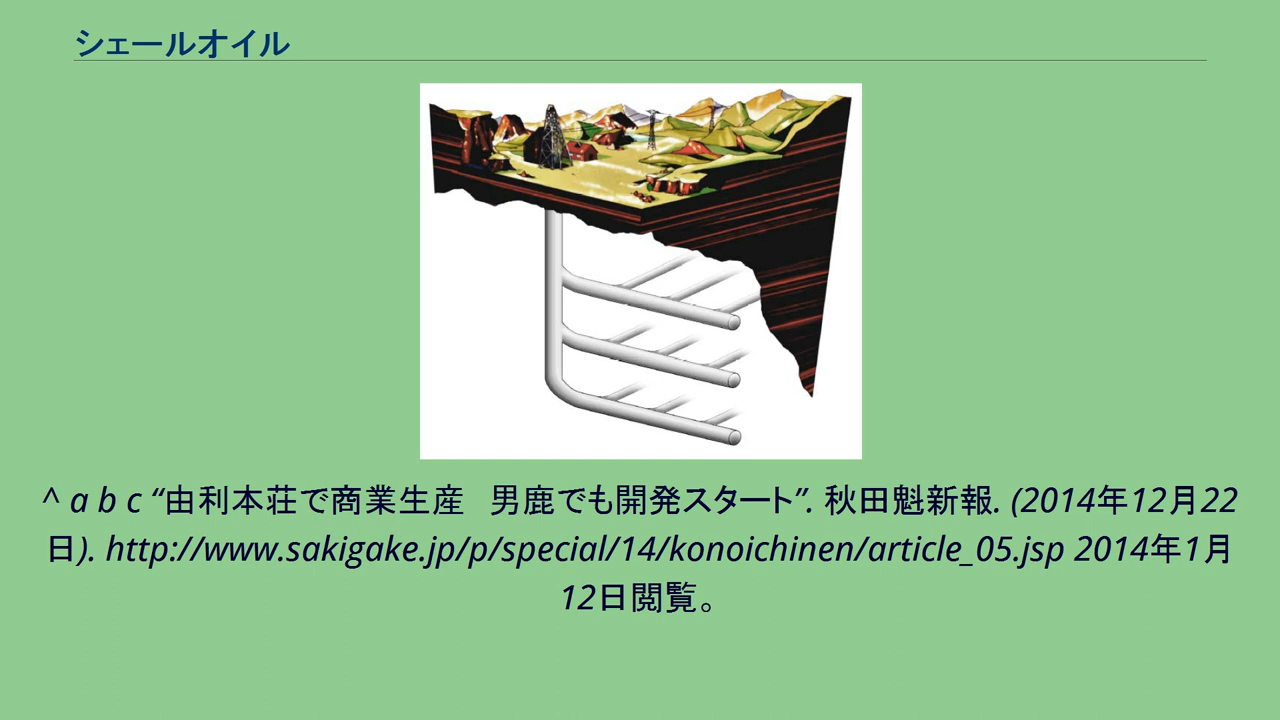 シェールオイル
^ a b c “由利本荘で商業生産　男鹿でも開発スタート”. 秋田魁新報. (2014年12月22
日). http://www.sakigake.jp/p/special/14/konoichinen/article_05.jsp 2014年1月
12日閲覧。